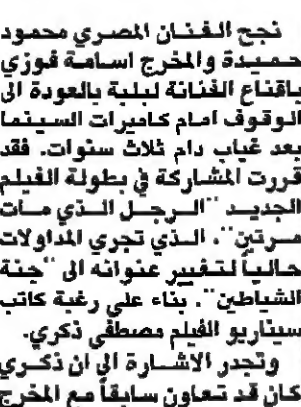 نجح الفنان المصري محمود
حميدة والمخرج اسامة فوزي
باقناع الفنانة لبلبة بالعودة الى
الوقوف امام كاميرات السينما
بعد غياب دام ثلاث سنوات. فقد
قررت المشاركة في بطولة الفيلم
الجديد "الرجل الذي مات
مرتين". الذي تجري المداولات
حالياً لتغيير عنوانه الى "جنة
الشياطين". بناء على رغبة كاتب
سيناريو الفيلم مصطفى ذكري.
وتجدر الاشارة الى ان ذكري
كان قد تعاون سابقاً مع المخرج